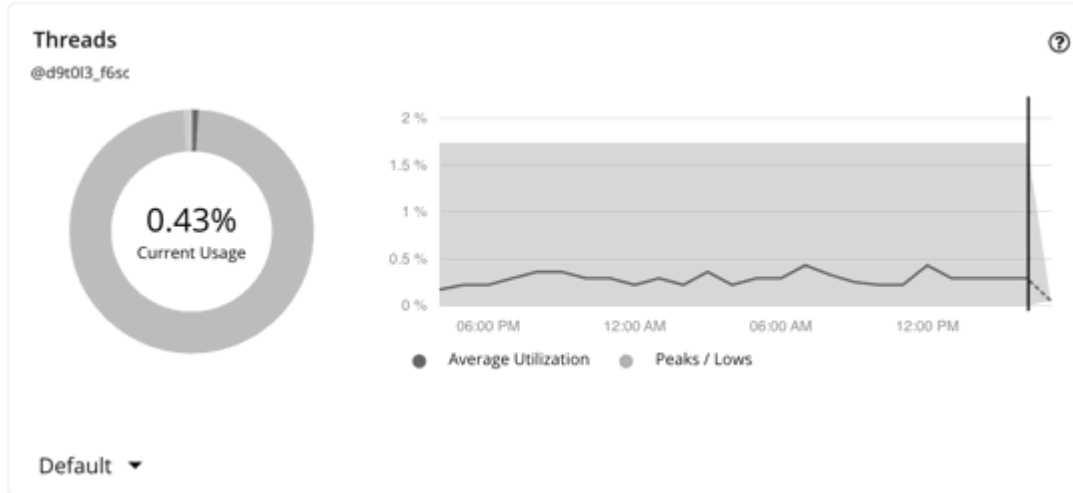 Threads
@d9t0l3_f6sc
0.43%
Current Usage
2 %
1.5 %
1 %
0.5 %
0 %
06:00 PM 12:00 AM 06:00 AM 12:00 PM
Average Utilization Peaks / Lows
Default